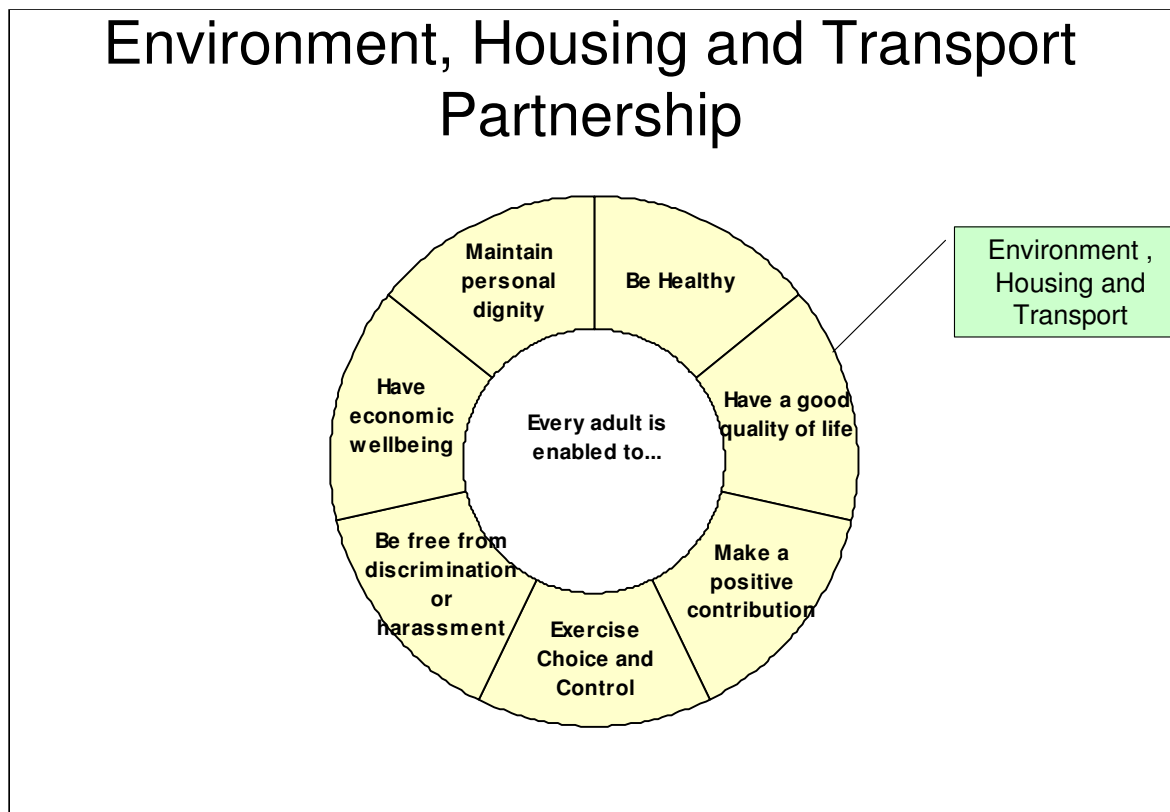 Environment, Housing and Transport
Partnership
Maintain
personal
dignity
Be Healthy
Environment ,
Housing and
Transport
Have
economic
wellbeing
Every adult is
enabled to...
Have a good
quality of life
Be free from
discrimination
or
harassment
Make a
positive
contribution
Exercise
Choice and
Control